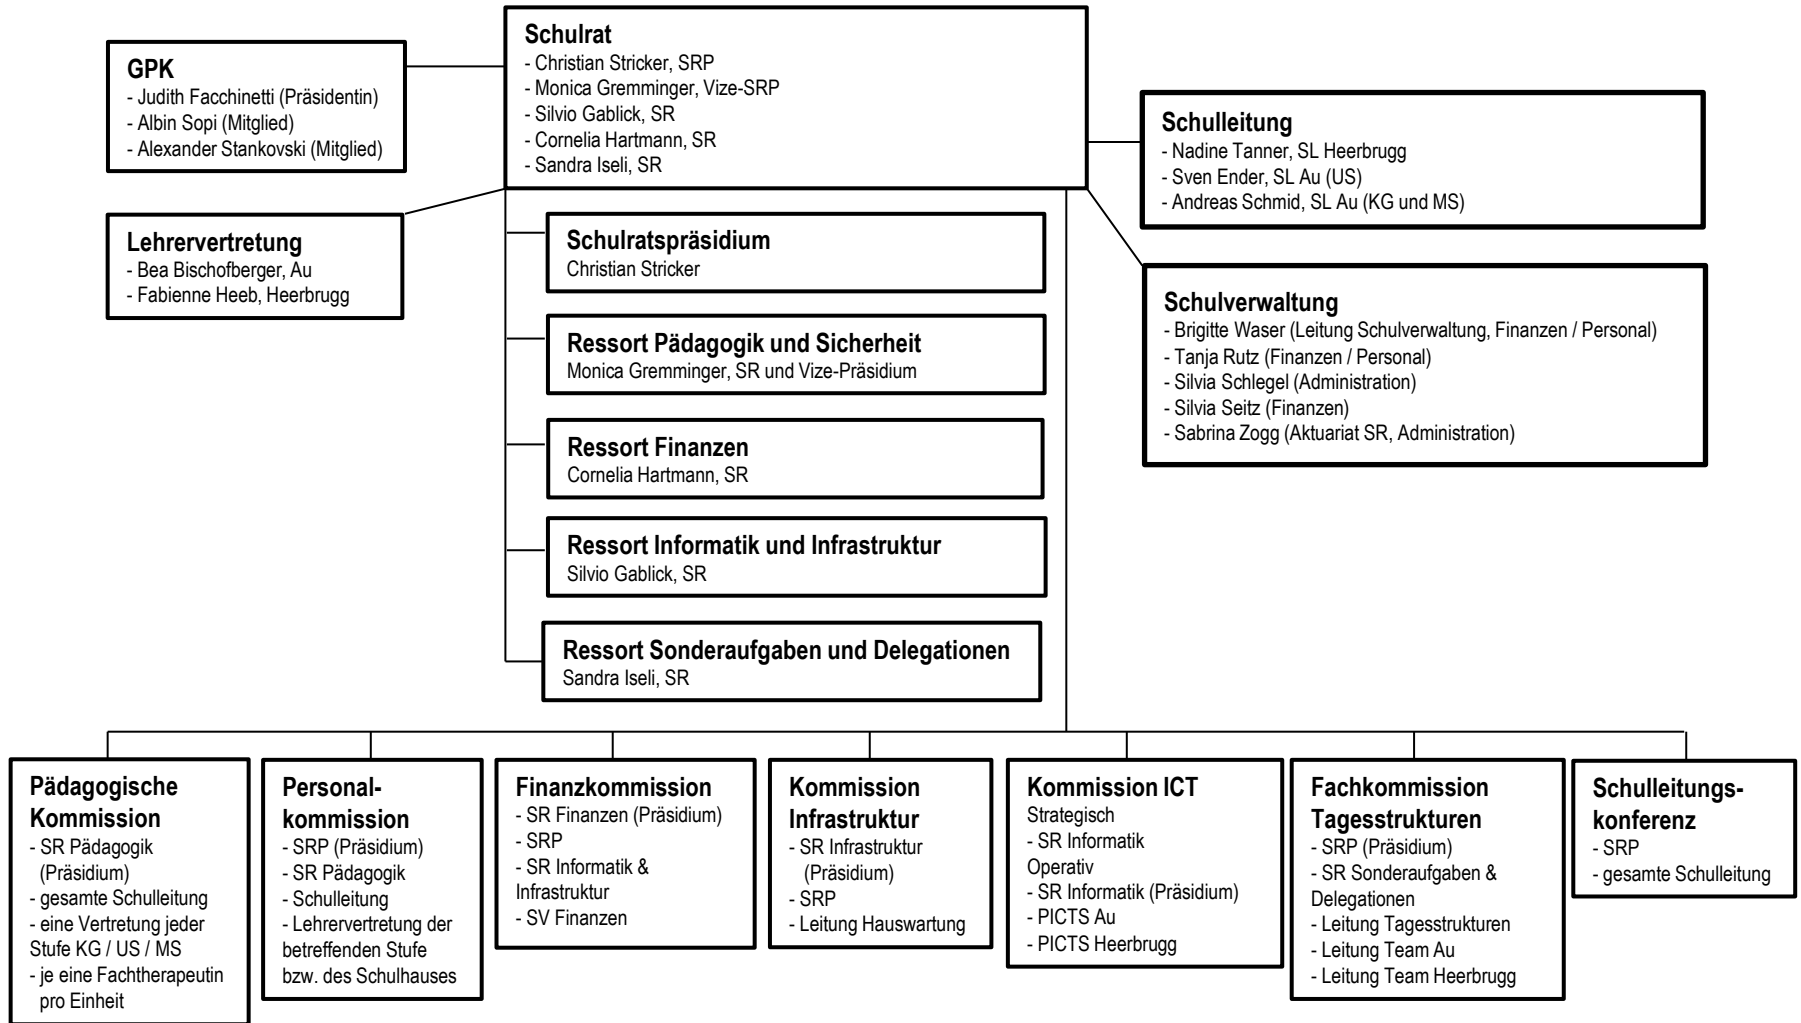 GPK
- Judith Facchinetti (Präsidentin)
- Albin Sopi (Mitglied)
- Alexander Stankovski (Mitglied)
Schulrat
- Christian Stricker, SRP
- Monica Gremminger, Vize-SRP
- Silvio Gablick, SR
- Cornelia Hartmann, SR
- Sandra Iseli, SR
Schulleitung
- Nadine Tanner, SL Heerbrugg
- Sven Ender, SL Au (US)
- Andreas Schmid, SL Au (KG und MS)
Lehrervertretung
- Bea Bischofberger, Au
- Fabienne Heeb, Heerbrugg
Schulverwaltung
- Brigitte Waser (Leitung Schulverwaltung, Finanzen / Personal)
- Tanja Rutz (Finanzen / Personal)
- Silvia Schlegel (Administration)
- Silvia Seitz (Finanzen)
- Sabrina Zogg (Aktuariat SR, Administration)
Schulratspräsidium
Christian Stricker
Ressort Pädagogik und Sicherheit
Monica Gremminger, SR und Vize-Präsidium
Ressort Finanzen
Cornelia Hartmann, SR
Ressort Informatik und Infrastruktur
Silvio Gablick, SR
Ressort Sonderaufgaben und Delegationen
Sandra Iseli, SR
Pädagogische
Kommission
- SR Pädagogik
(Präsidium)
- gesamte Schulleitung
- eine Vertretung jeder
Stufe KG / US / MS
- je eine Fachtherapeutin
pro Einheit
Personal-
kommission
- SRP (Präsidium)
- SR Pädagogik
- Schulleitung
- Lehrervertretung der
betreffenden Stufe
bzw. des Schulhauses
Finanzkommission
- SR Finanzen (Präsidium)
- SRP
- SR Informatik &
Infrastruktur
- SV Finanzen
Kommission
Infrastruktur
- SR Infrastruktur
(Präsidium)
- SRP
- Leitung Hauswartung
Kommission ICT
Strategisch
- SR Informatik
Operativ
- SR Informatik (Präsidium)
- PICTS Au
- PICTS Heerbrugg
Fachkommission
Tagesstrukturen
- SRP (Präsidium)
- SR Sonderaufgaben &
Delegationen
- Leitung Tagesstrukturen
- Leitung Team Au
- Leitung Team Heerbrugg
Schulleitungs-
konferenz
- SRP
- gesamte Schulleitung